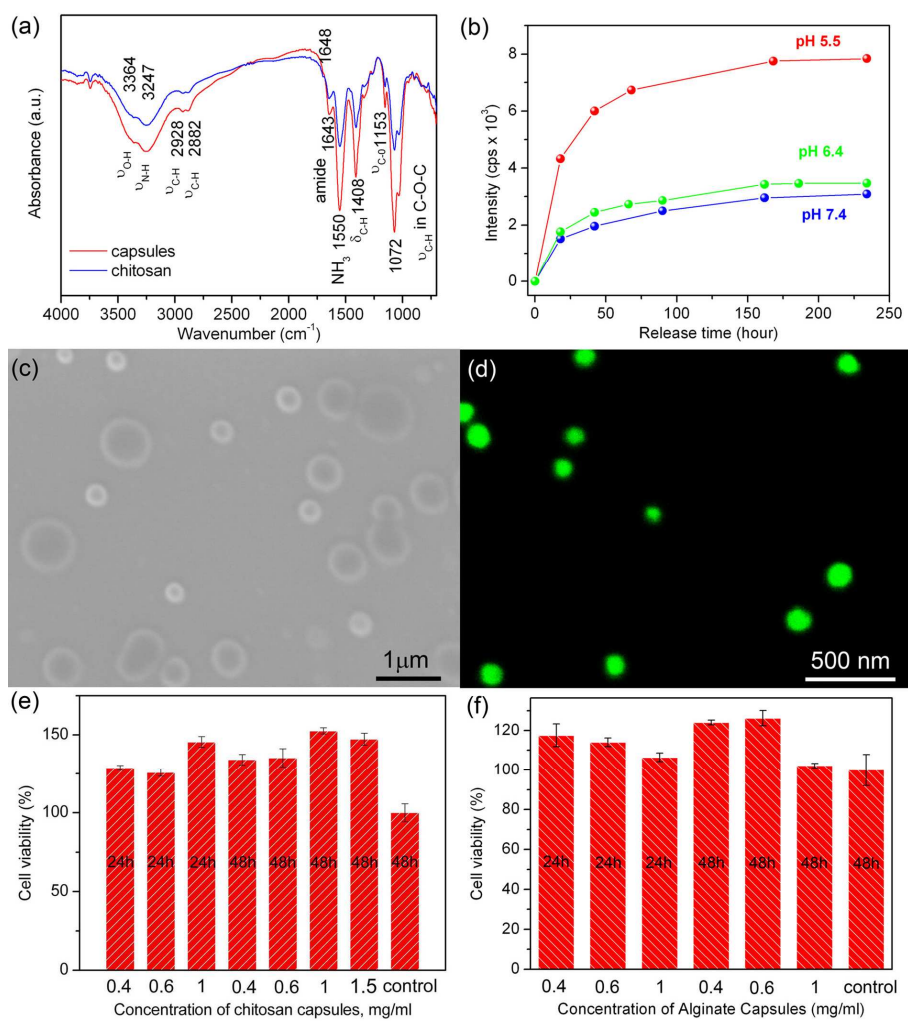 (a)
3364
3247
2928
2882
1648
1643
amide
1550
NH3
1408
δC-H
υC-O
1153
1072
υC-H in C-O-C
υO-H
υN-H
υC-H
υC-H
capsules
chitosan
Absorbance (a.u.)
4000 3500 3000 2500 2000 1500 1000
Wavenumber (cm-1)
(b)
pH 5.5
pH 6.4
pH 7.4
Intensity (cps x 10³)
8
6
4
2
0
0 50 100 150 200 250
Release time (hour)
(c)
1μm
(d)
500 nm
(e)
Cell viability (%)
150
100
50
0
24h 24h 24h 48h 48h 48h 48h 48h
0.4 0.6 1 0.4 0.6 1 1.5 control
Concentration of chitosan capsules, mg/ml
(f)
Cell viability (%)
120
100
80
60
40
20
0
24h 24h 24h 48h 48h 48h 48h
0.4 0.6 1 0.4 0.6 1 control
Concentration of Alginate Capsules (mg/ml)